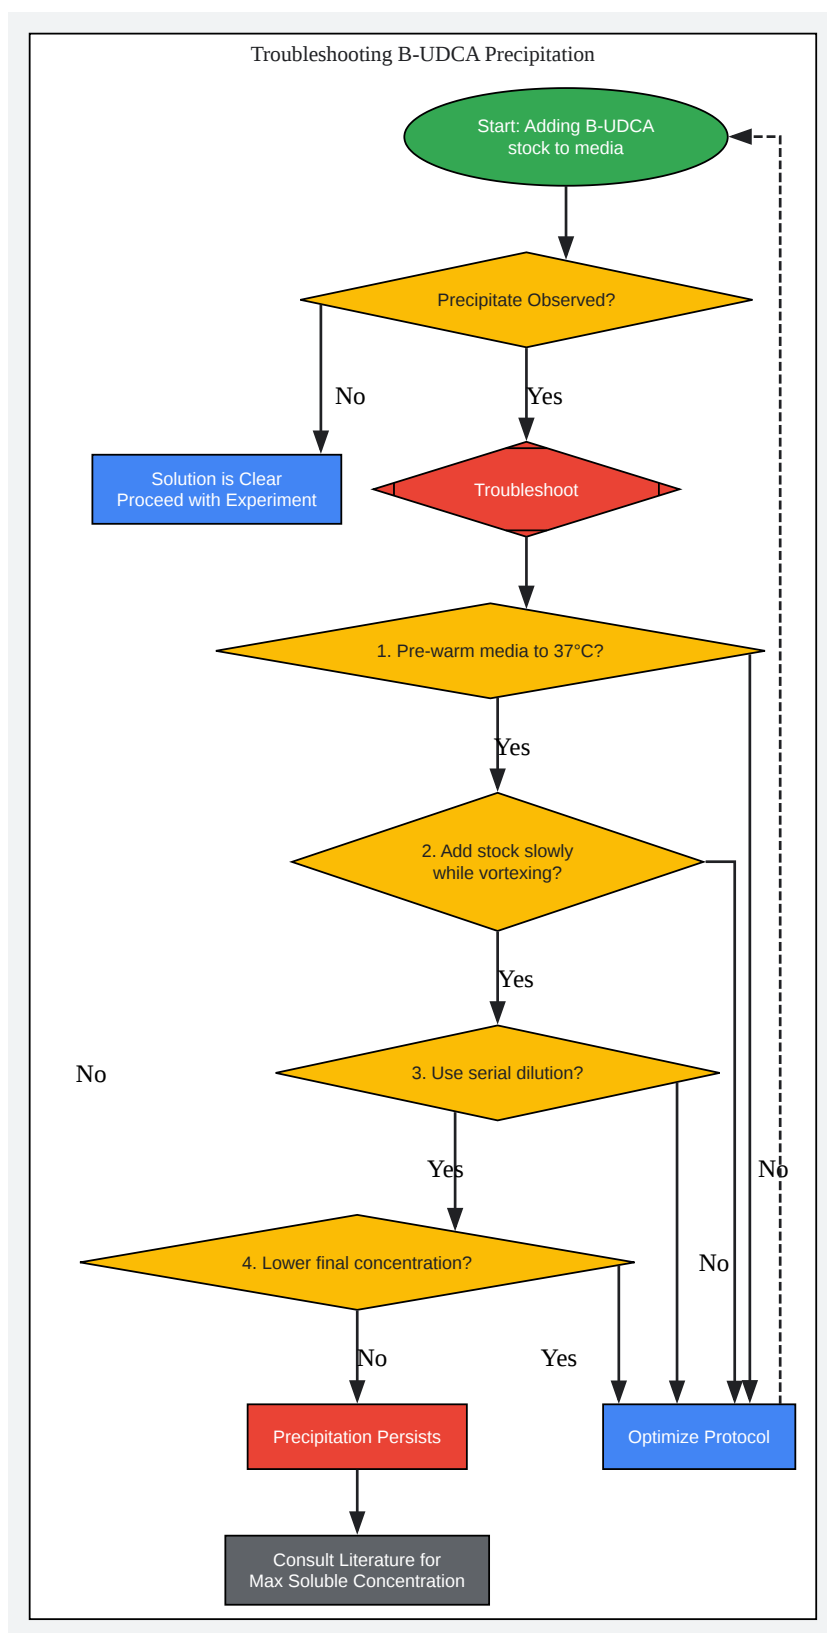 Troubleshooting B-UDCA Precipitation
Start: Adding B-UDCA
stock to media
Precipitate Observed?
No
Yes
Solution is Clear
Proceed with Experiment
Troubleshoot
1. Pre-warm media to 37°C?
Yes
2. Add stock slowly
while vortexing?
Yes
3. Use serial dilution?
No
Yes
No
4. Lower final concentration?
No
No
Yes
Precipitation Persists
Optimize Protocol
Consult Literature for
Max Soluble Concentration